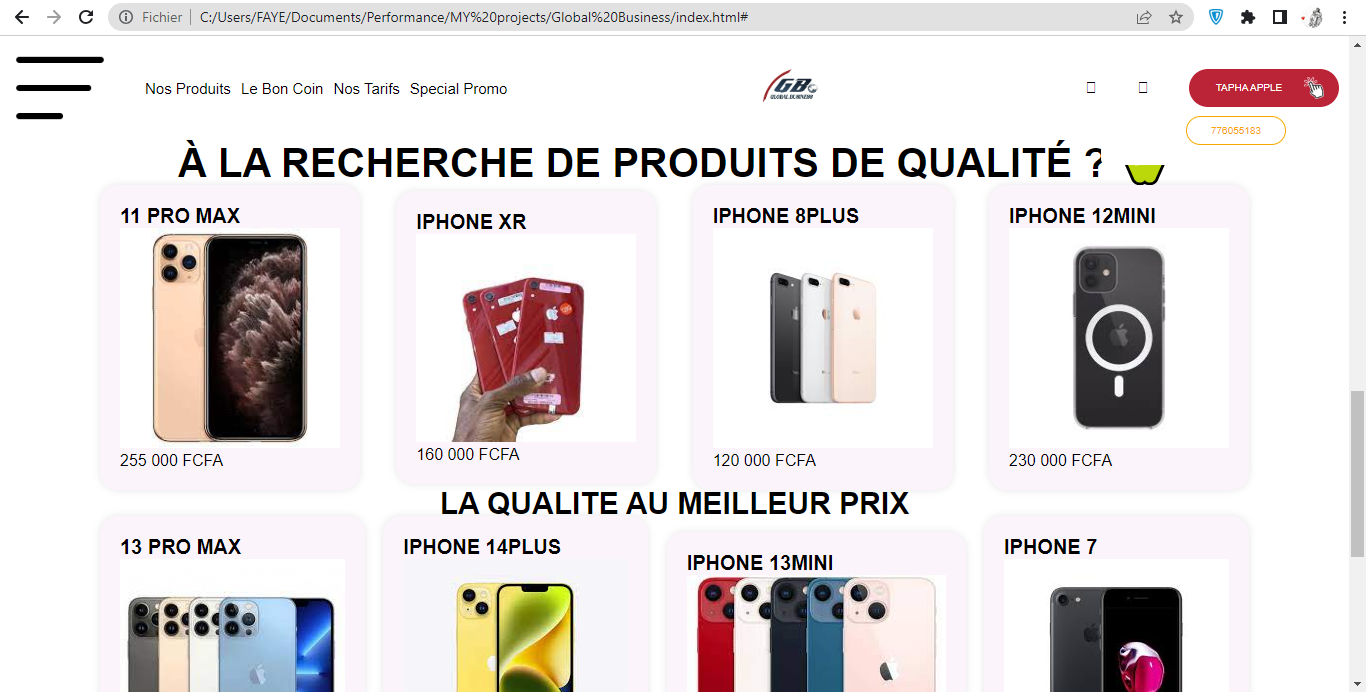 Fichier | C:/Users/FAYE/Documents/Performance/MY%20projects/Global%20Business/index.html#
Nos Produits Le Bon Coin Nos Tarifs Special Promo
GB
GLOBAL BUSINESS
TAPHA APPLE
776055183
À LA RECHERCHE DE PRODUITS DE QUALITÉ ?
11 PRO MAX
IPHONE XR
IPHONE 8PLUS
IPHONE 12MINI
255 000 FCFA
160 000 FCFA
120 000 FCFA
230 000 FCFA
LA QUALITE AU MEILLEUR PRIX
13 PRO MAX
IPHONE 14PLUS
IPHONE 13MINI
IPHONE 7